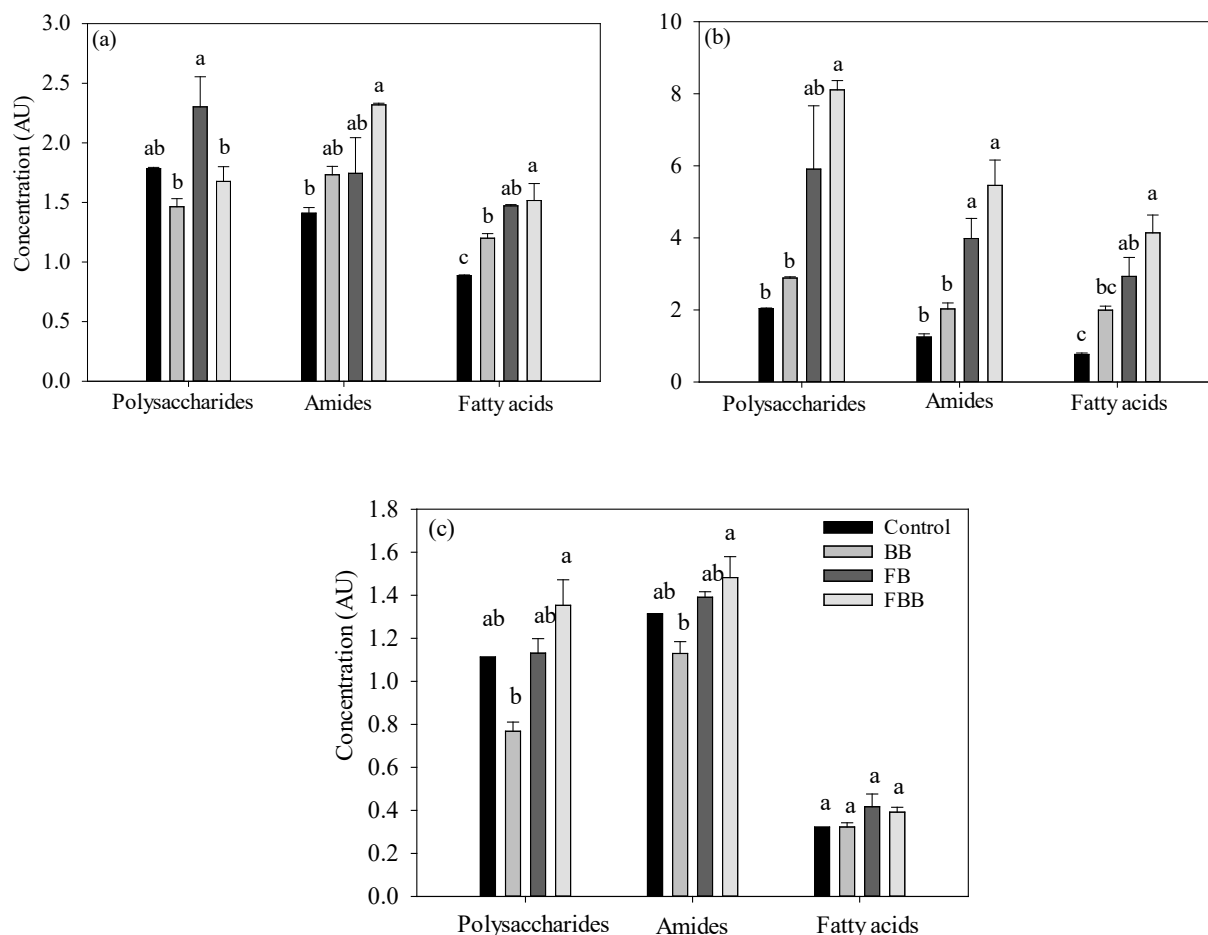 (a)
3.0
2.5
2.0
1.5
1.0
0.5
0.0
Concentration (AU)
ab
b
a
b
b
ab
ab
a
c
b
ab
a
Polysaccharides
Amides
Fatty acids
(b)
10
8
6
4
2
0
b
b
ab
a
b
b
a
a
c
bc
ab
a
Polysaccharides
Amides
Fatty acids
(c)
1.8
1.6
1.4
1.2
1.0
0.8
0.6
0.4
0.2
0.0
Concentration (AU)
ab
b
ab
a
ab
b
ab
a
a
a
a
a
Control
BB
FB
FBB
Polysaccharides
Amides
Fatty acids